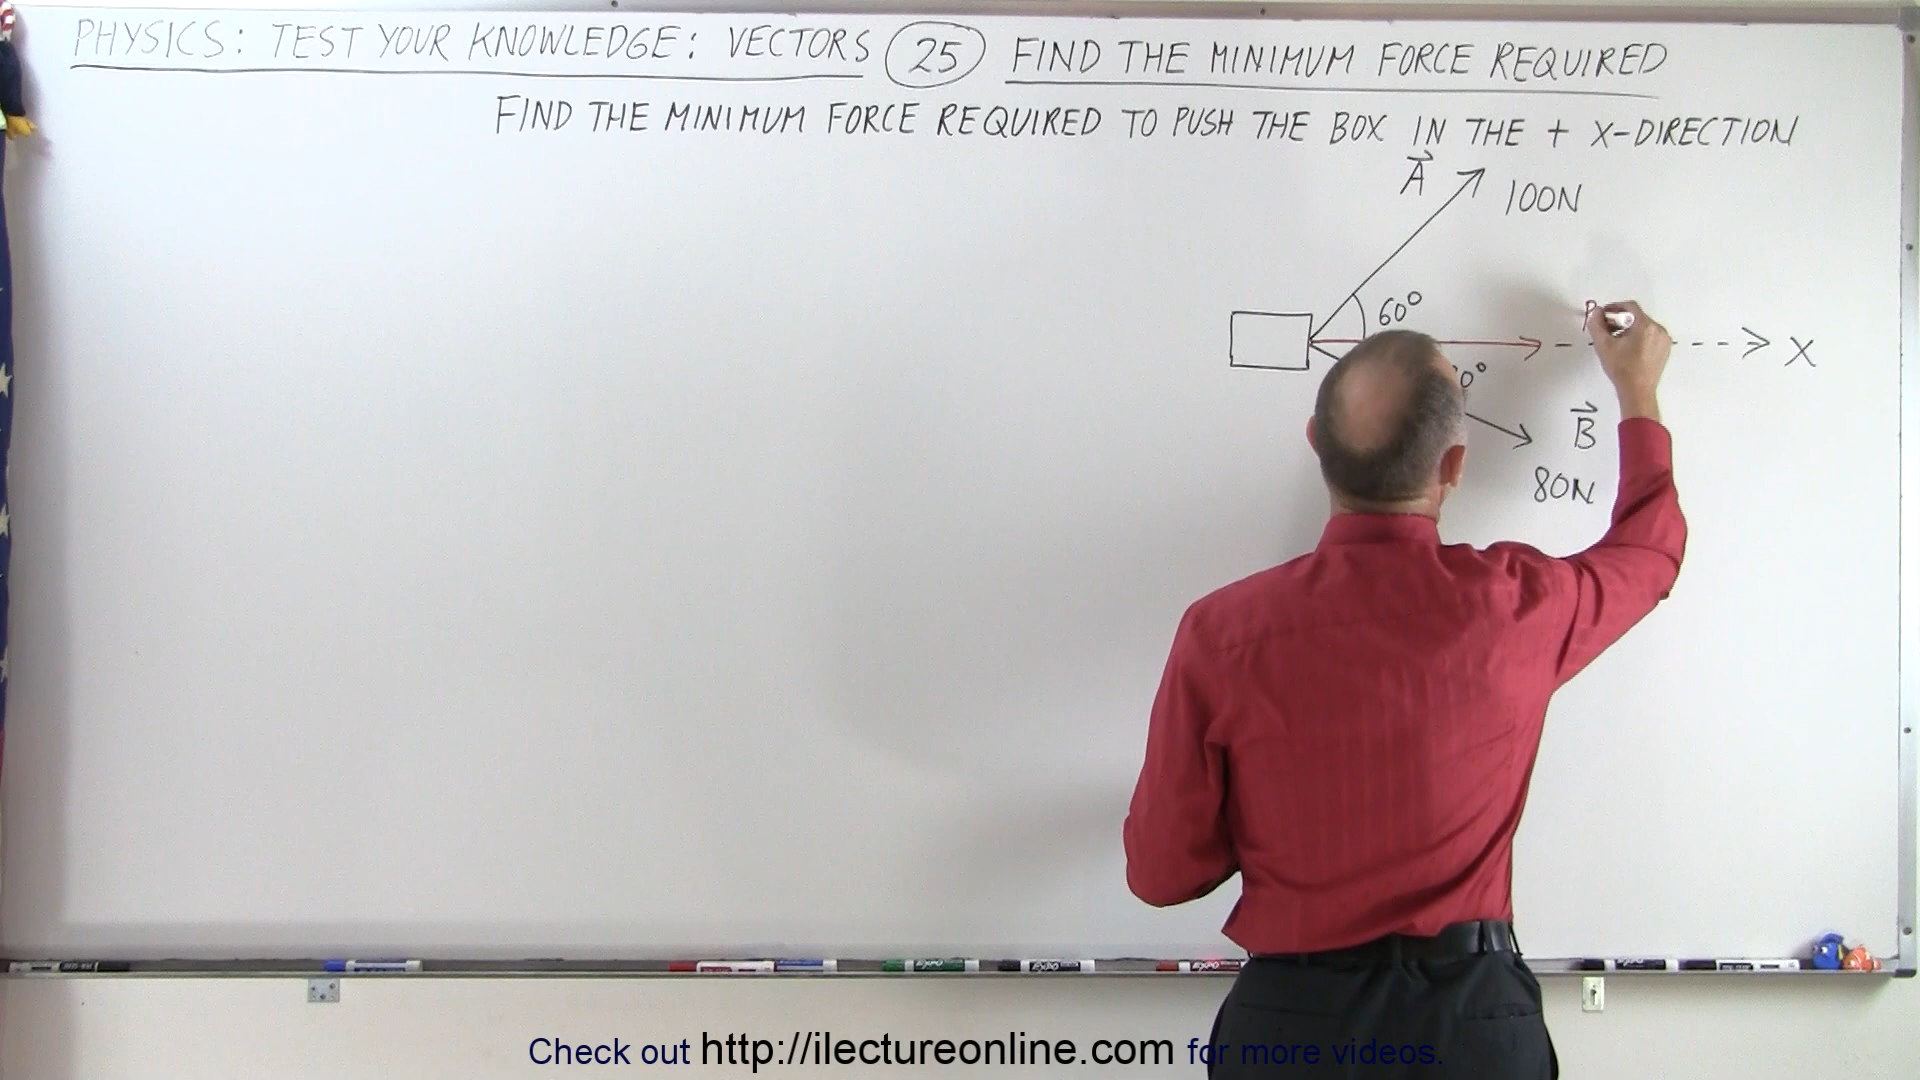 PHYSICS: TEST YOUR KNOWLEDGE: VECTORS 25 FIND THE MINIMUM FORCE REQUIRED
FIND THE MINIMUM FORCE REQUIRED TO PUSH THE BOX IN THE + X-DIRECTION
A 100N
60°
X
B
80N
Check out http://ilectureonline.com for more videos.